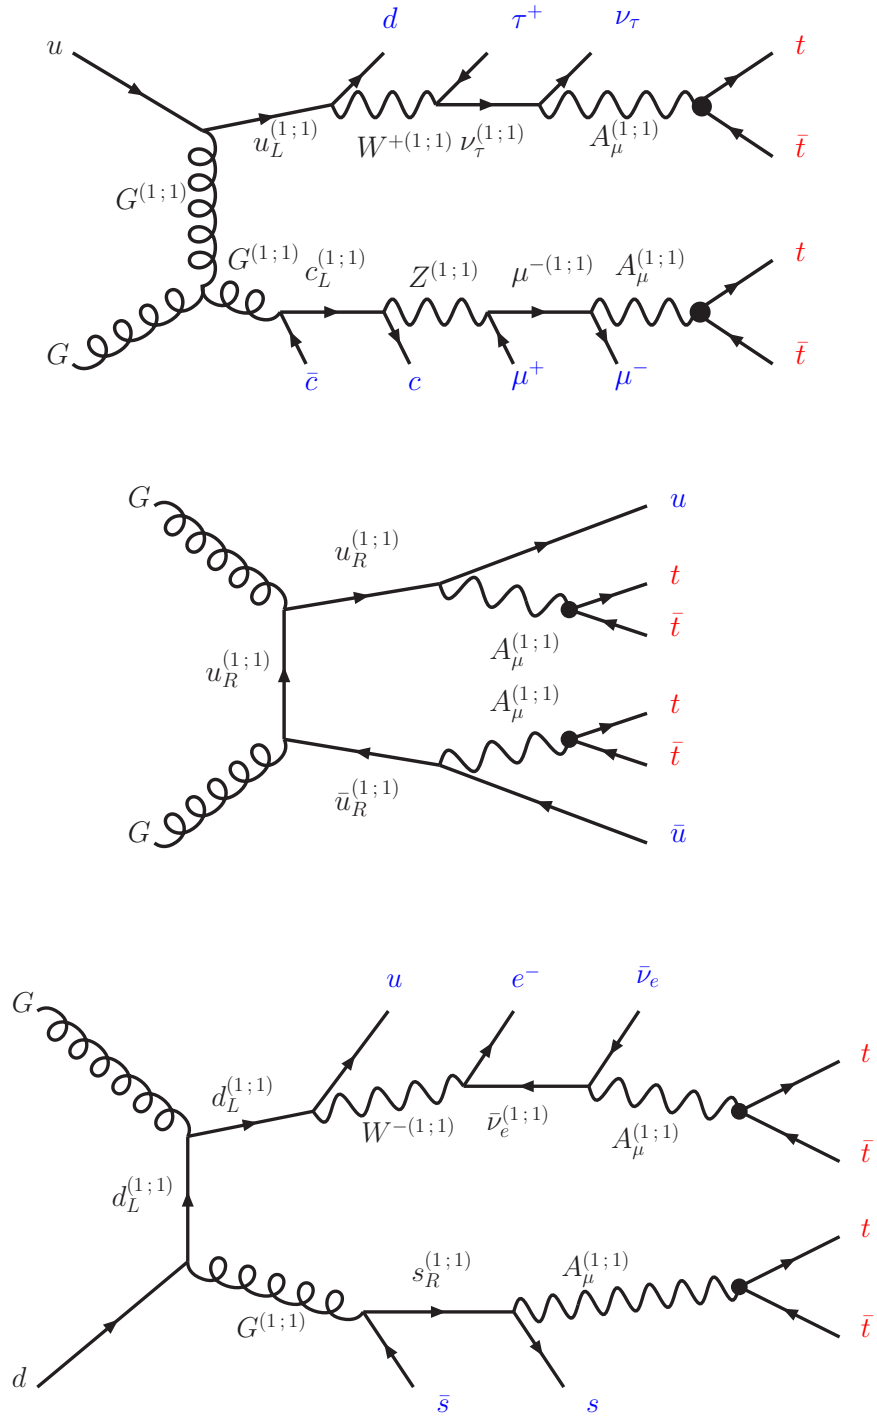 d τ⁺ ν_τ
u t
u_L^(1;1) W^+(1;1) ν_τ^(1;1) A_μ^(1;1) t̄
G^(1;1)
G^(1;1) c_L^(1;1) Z^(1;1) μ^-(1;1) A_μ^(1;1) t
G c̄ c μ⁺ μ⁻ t̄
G u
u_R^(1;1)
t
t̄
u_R^(1;1) A_μ^(1;1)
A_μ^(1;1) t
t̄
ū_R^(1;1)
G ū
u e⁻ ν̄_e
G
t
d_L^(1;1)
W^-(1;1) ν̄_e^(1;1) A_μ^(1;1) t̄
d_L^(1;1)
t
s_R^(1;1) A_μ^(1;1)
G^(1;1) t̄
d s̄ s